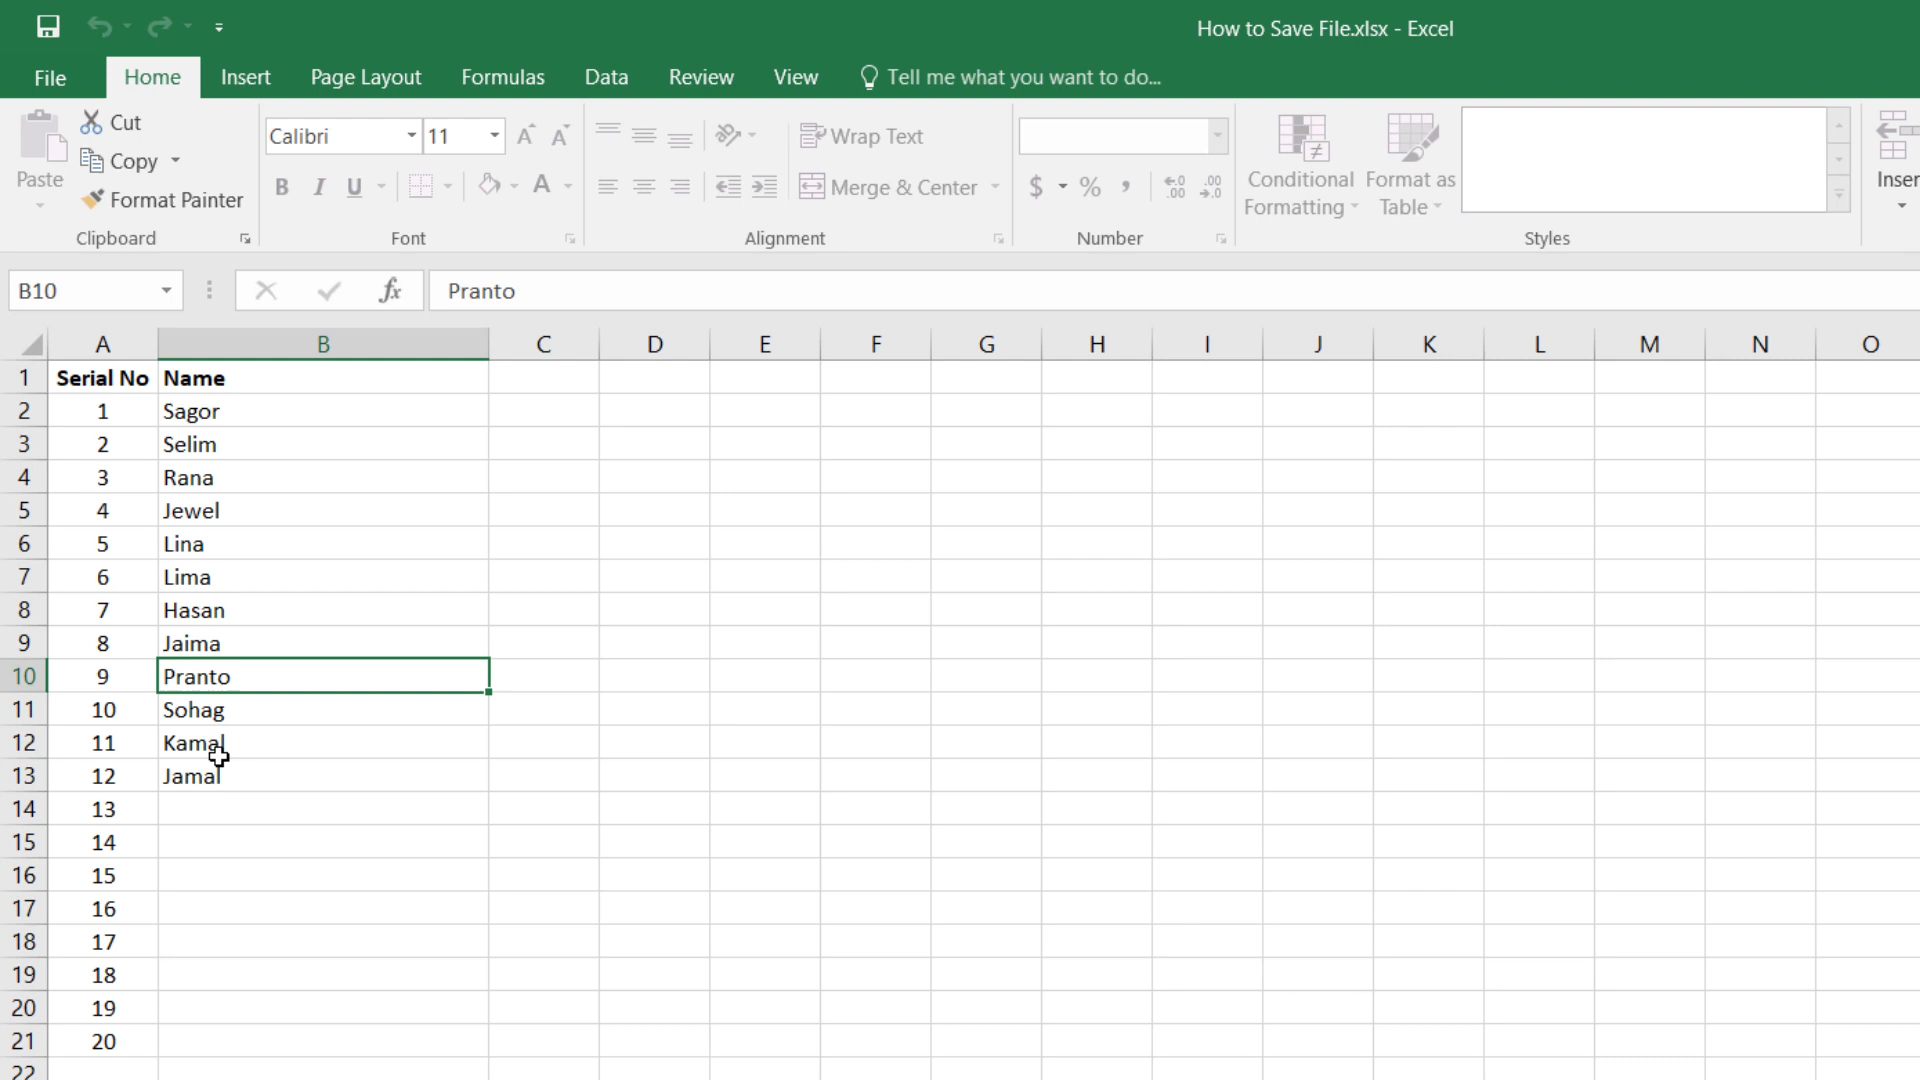 How to Save File.xlsx - Excel
File Home Insert Page Layout Formulas Data Review View Tell me what you want to do...
Paste
Cut
Copy
Format Painter
Clipboard
Calibri 11
B I U A
Font
Wrap Text
Merge & Center
Alignment
$ % ,
Number
Conditional Formatting
Format as Table
Styles
Inser
B10 fx Pranto
A B C D E F G H I J K L M N O
1 Serial No Name
2 1 Sagor
3 2 Selim
4 3 Rana
5 4 Jewel
6 5 Lina
7 6 Lima
8 7 Hasan
9 8 Jaima
10 9 Pranto
11 10 Sohag
12 11 Kamal
13 12 Jamal
14 13
15 14
16 15
17 16
18 17
19 18
20 19
21 20
22